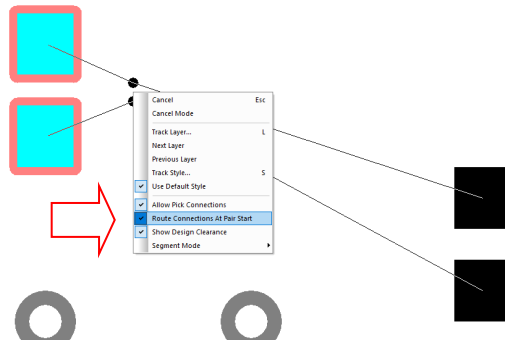 Cancel Esc
Cancel Mode
Track Layer... L
Next Layer
Previous Layer
Track Style... S
Use Default Style
Allow Pick Connections
Route Connections At Pair Start
Show Design Clearance
Segment Mode